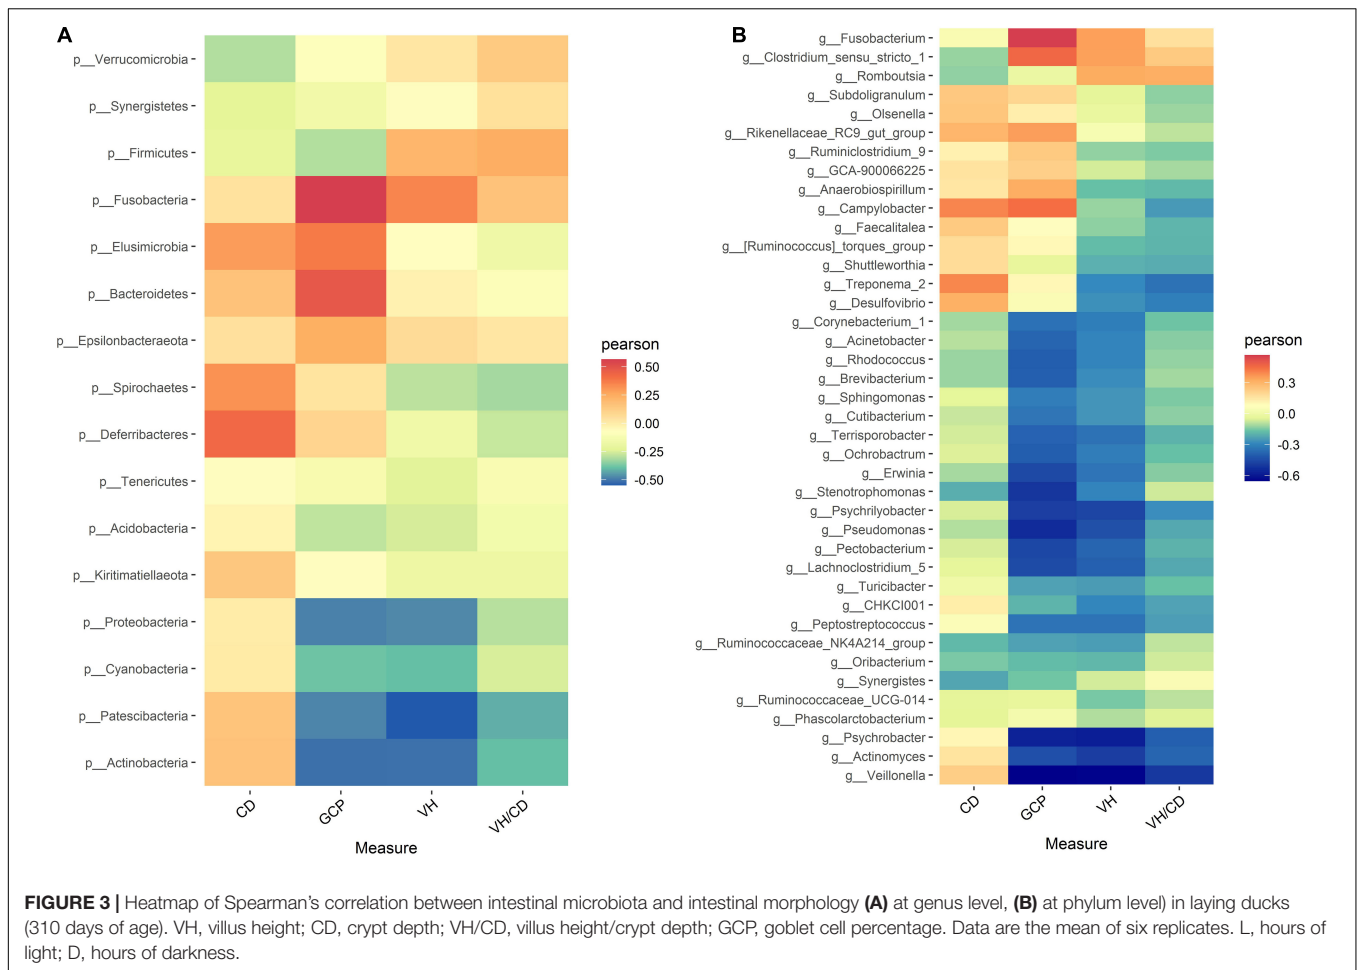 A
p__Verrucomicrobia
p__Synergistetes
p__Firmicutes
p__Fusobacteria
p__Elusimicrobia
p__Bacteroidetes
p__Epsilonbacteraeota
p__Spirochaetes
p__Deferribacteres
p__Tenericutes
p__Acidobacteria
p__Kiritimatiellaeota
p__Proteobacteria
p__Cyanobacteria
p__Patescibacteria
p__Actinobacteria
CD
GCP
VH
VH/CD
Measure
pearson
0.50
0.25
0.00
-0.25
-0.50
B
g__Fusobacterium
g__Clostridium_sensu_stricto_1
g__Romboutsia
g__Subdoligranulum
g__Olsenella
g__Rikenellaceae_RC9_gut_group
g__Ruminiclostridium_9
g__GCA-900066225
g__Anaerobiospirillum
g__Campylobacter
g__Faecalitalea
g__[Ruminococcus]_torques_group
g__Shuttleworthia
g__Treponema_2
g__Desulfovibrio
g__Corynebacterium_1
g__Acinetobacter
g__Rhodococcus
g__Brevibacterium
g__Sphingomonas
g__Cutibacterium
g__Terrisporobacter
g__Ochrobactrum
g__Erwinia
g__Stenotrophomonas
g__Psychrilyobacter
g__Pseudomonas
g__Pectobacterium
g__Lachnoclostridium_5
g__Turicibacter
g__CHKCI001
g__Peptostreptococcus
g__Ruminococcaceae_NK4A214_group
g__Oribacterium
g__Synergistes
g__Ruminococcaceae_UCG-014
g__Phascolarctobacterium
g__Psychrobacter
g__Actinomyces
g__Veillonella
CD
GCP
VH
VH/CD
Measure
pearson
0.3
0.0
-0.3
-0.6
FIGURE 3 | Heatmap of Spearman's correlation between intestinal microbiota and intestinal morphology (A) at genus level, (B) at phylum level) in laying ducks
(310 days of age). VH, villus height; CD, crypt depth; VH/CD, villus height/crypt depth; GCP, goblet cell percentage. Data are the mean of six replicates. L, hours of
light; D, hours of darkness.